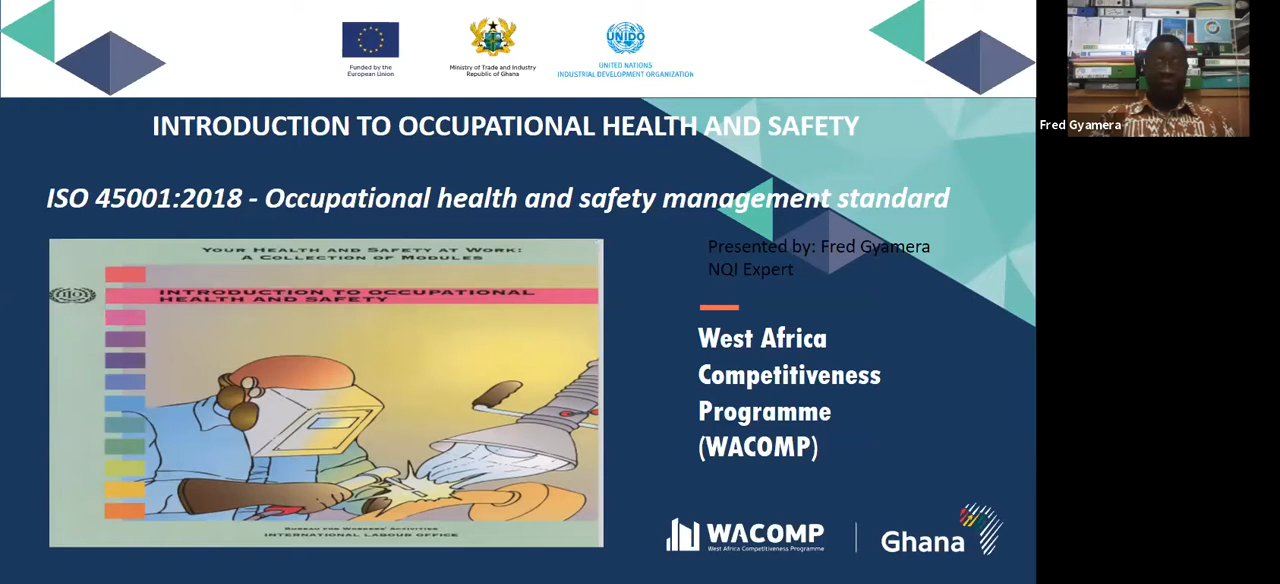 Funded by the
European Union
Ministry of Trade and Industry
Republic of Ghana
UNIDO
UNITED NATIONS
INDUSTRIAL DEVELOPMENT ORGANIZATION
Fred Gyamera
INTRODUCTION TO OCCUPATIONAL HEALTH AND SAFETY
ISO 45001:2018 - Occupational health and safety management standard
YOUR HEALTH AND SAFETY AT WORK:
A COLLECTION OF MODULES
INTRODUCTION TO OCCUPATIONAL
HEALTH AND SAFETY
BUREAU FOR WORKERS' ACTIVITIES
INTERNATIONAL LABOUR OFFICE
Presented by: Fred Gyamera
NQI Expert
West Africa
Competitiveness
Programme
(WACOMP)
WACOMP
West Africa Competitiveness Programme
Ghana